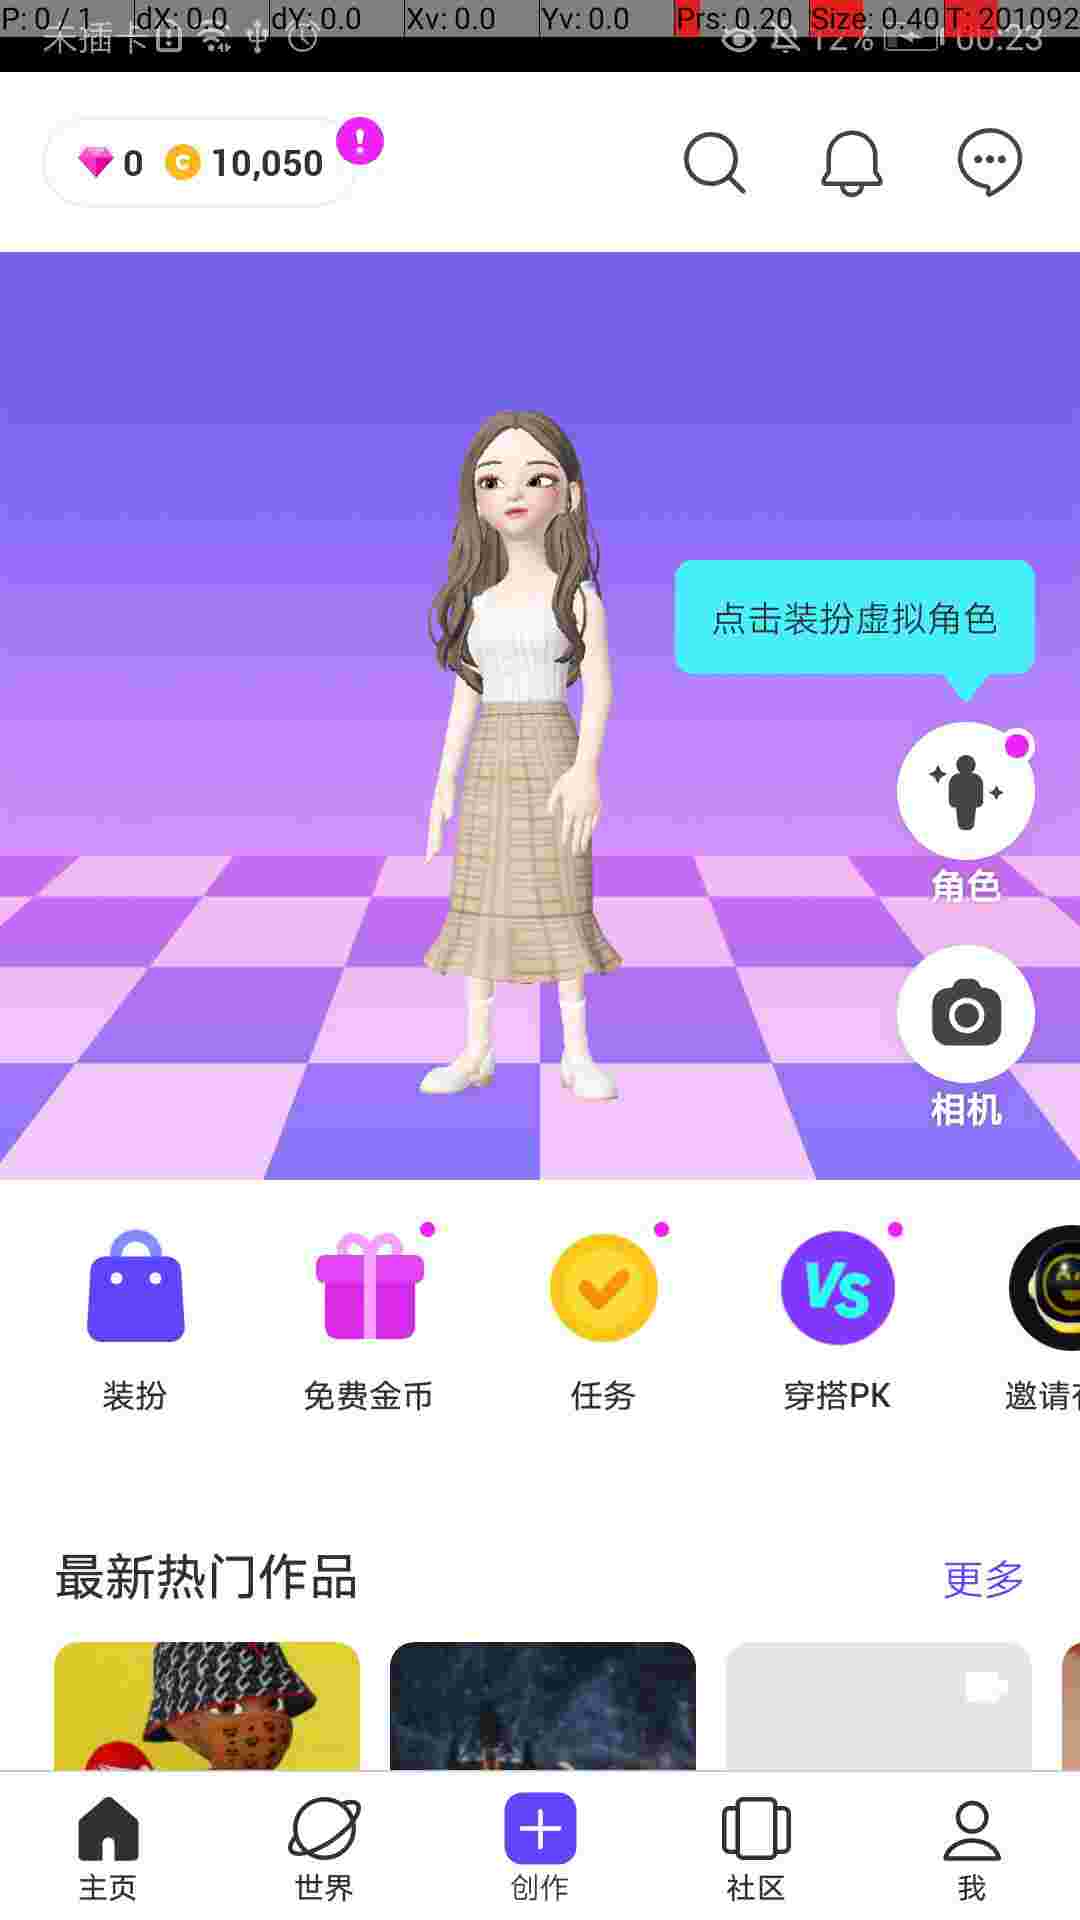 P: 0 / 1 dX: 0.0 dY: 0.0 Xv: 0.0 Yv: 0.0 Prs: 0.20 Size: 0.40 T: 201092
未插卡 12% 00:23
0 C 10,050
点击装扮虚拟角色
角色
相机
VS
装扮 免费金币 任务 穿搭PK 邀请
最新热门作品 更多
主页 世界 创作 社区 我